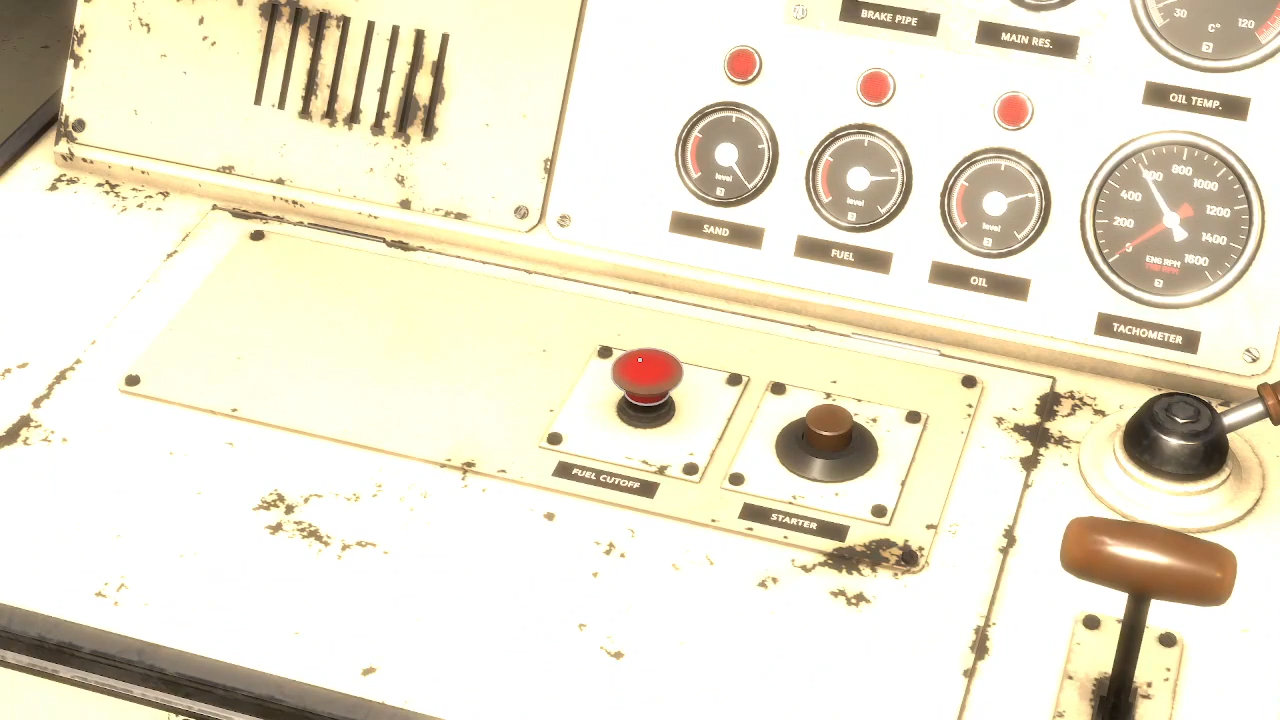 BRAKE PIPE
MAIN RES.
30
C°
120
OIL TEMP.
level
SAND
level
FUEL
level
OIL
0
200
400
600
800
1000
1200
1400
1600
ENG RPM
TACHOMETER
FUEL CUTOFF
STARTER